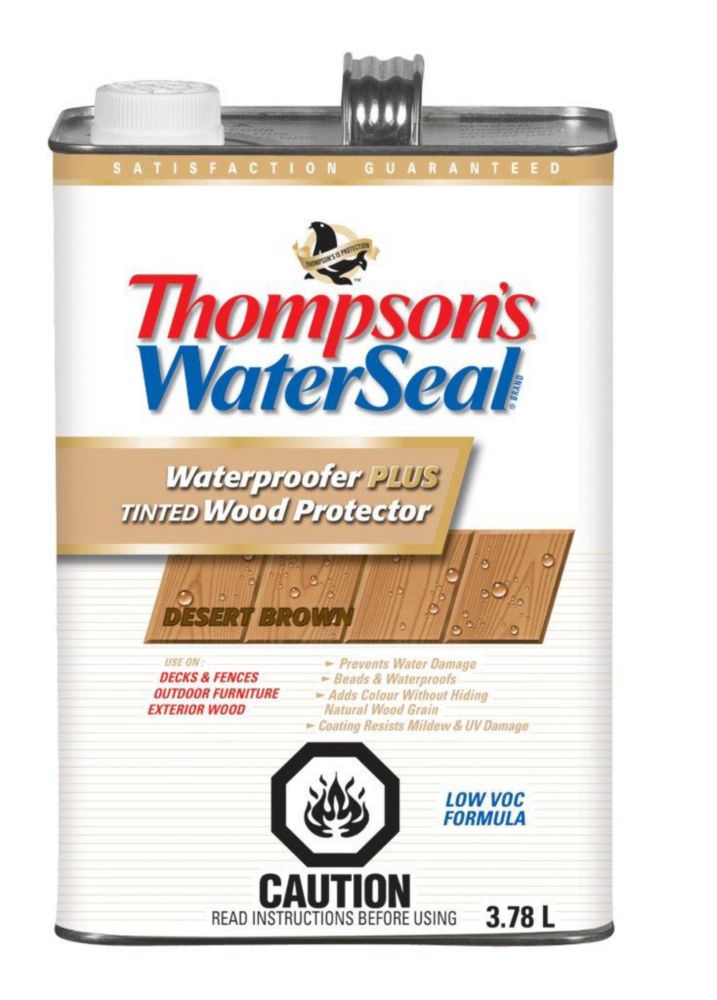 SATISFACTION GUARANTEED
THOMPSON'S IS PROTECTION
™
Thompson's®
WaterSeal® BRAND
Waterproofer PLUS
TINTED Wood Protector
DESERT BROWN
USE ON :
DECKS & FENCES
OUTDOOR FURNITURE
EXTERIOR WOOD
► Prevents Water Damage
► Beads & Waterproofs
► Adds Colour Without Hiding
Natural Wood Grain
► Coating Resists Mildew & UV Damage
LOW VOC
FORMULA
CAUTION
READ INSTRUCTIONS BEFORE USING
3.78 L